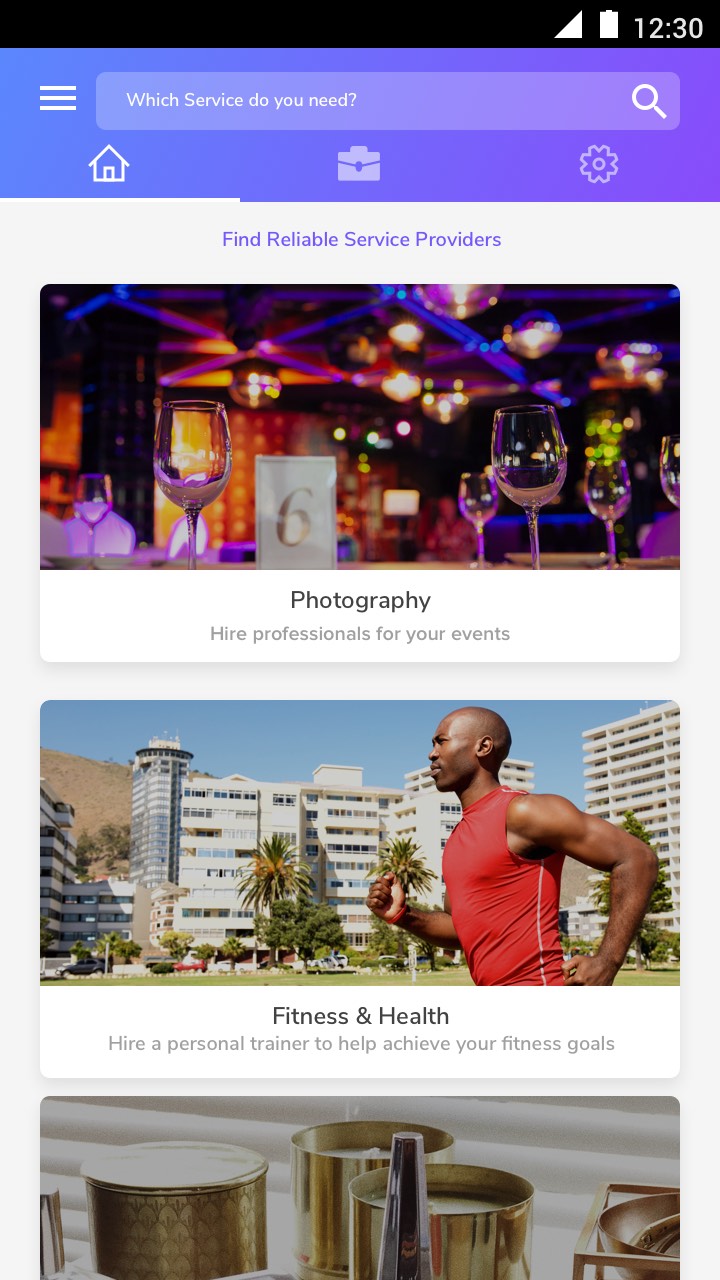 12:30
Which Service do you need?
Find Reliable Service Providers
6
Photography
Hire professionals for your events
Fitness & Health
Hire a personal trainer to help achieve your fitness goals